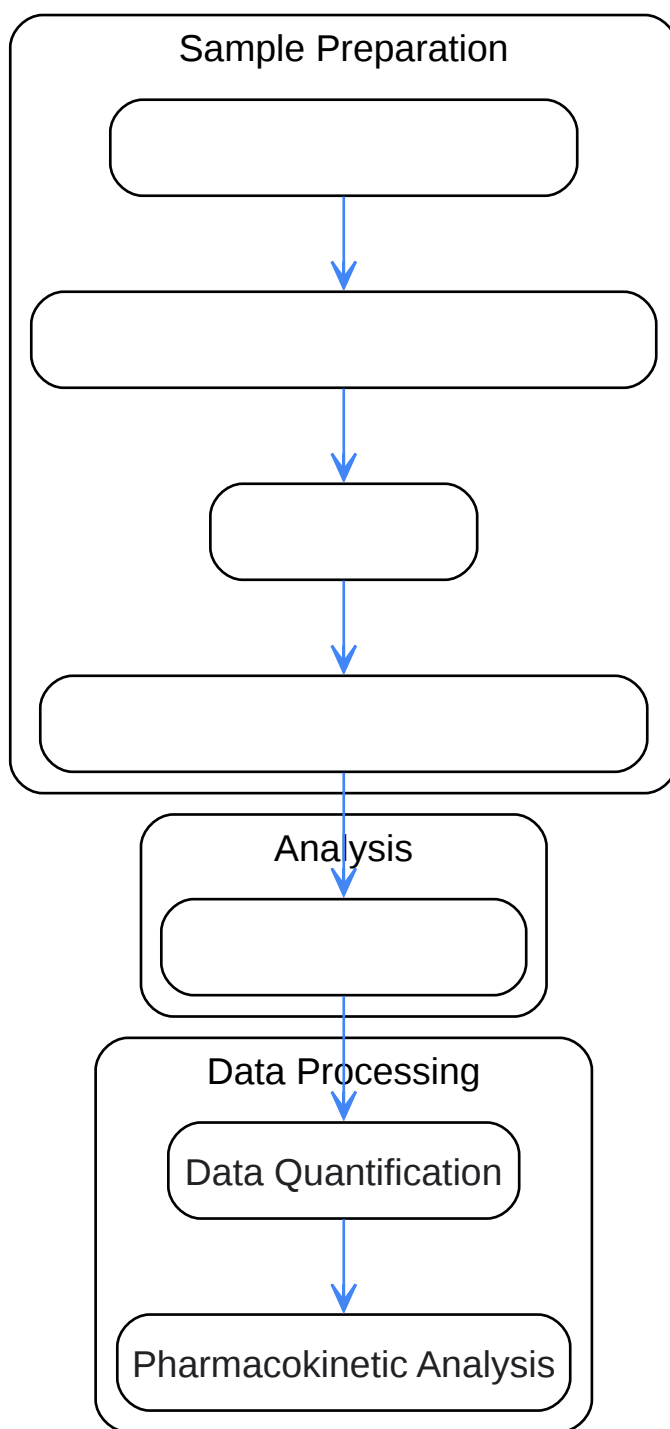 Sample Preparation
Analysis
Data Processing
Data Quantification
Pharmacokinetic Analysis